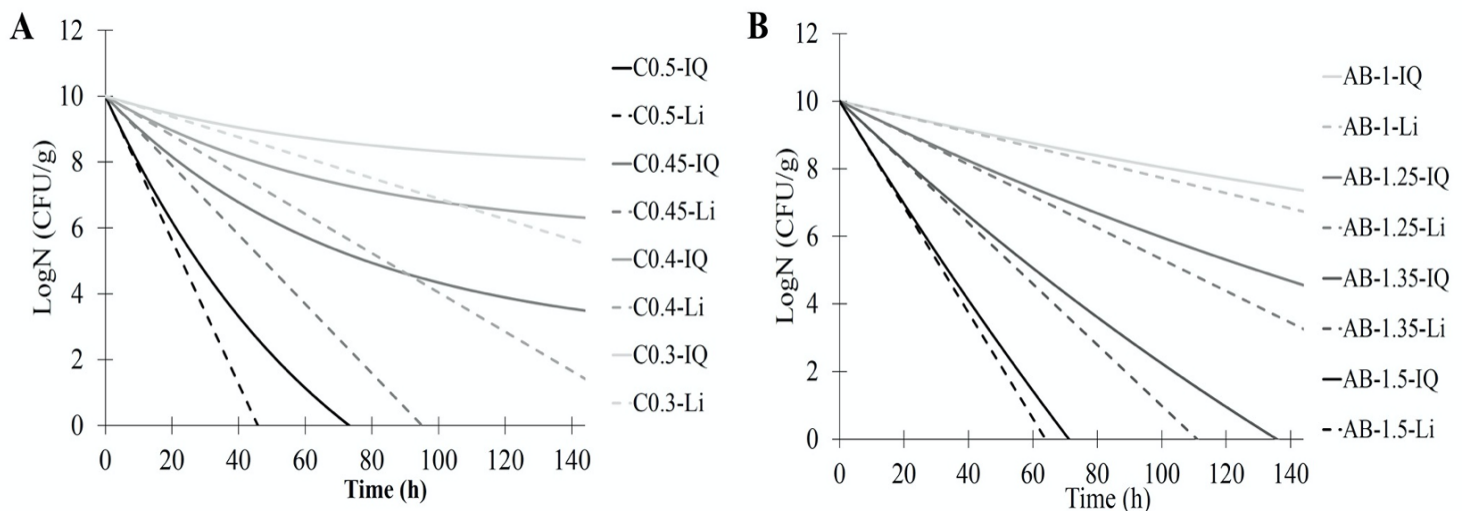 A
12
10
8
6
4
2
0
LogN (CFU/g)
0 20 40 60 80 100 120 140
Time (h)
C0.5-IQ
C0.5-Li
C0.45-IQ
C0.45-Li
C0.4-IQ
C0.4-Li
C0.3-IQ
C0.3-Li
B
12
10
8
6
4
2
0
LogN (CFU/g)
0 20 40 60 80 100 120 140
Time (h)
AB-1-IQ
AB-1-Li
AB-1.25-IQ
AB-1.25-Li
AB-1.35-IQ
AB-1.35-Li
AB-1.5-IQ
AB-1.5-Li